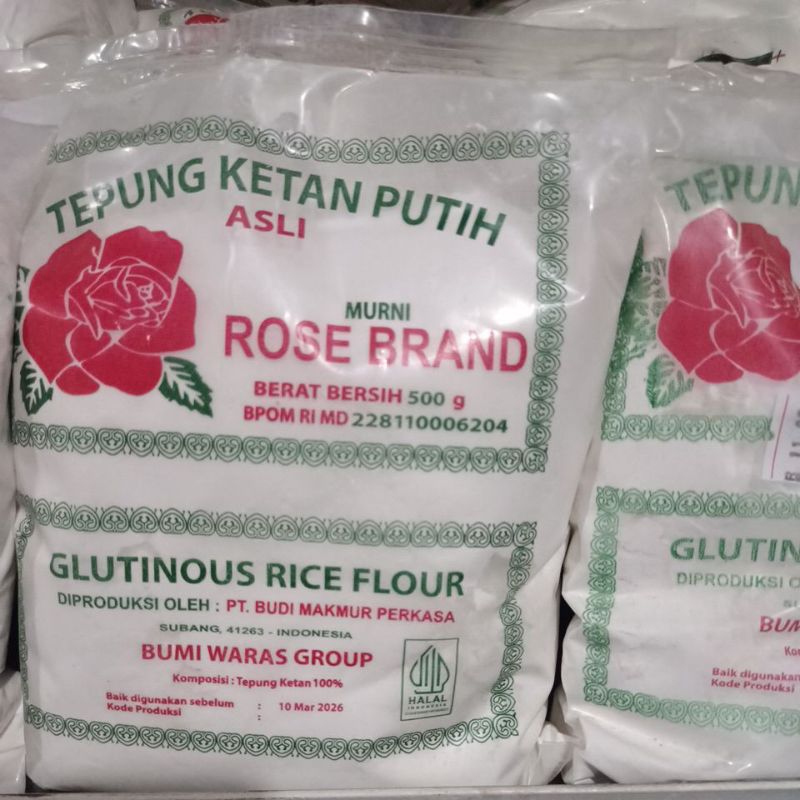 TEPUNG KETAN PUTIH
ASLI
MURNI
ROSE BRAND
BERAT BERSIH 500 g
BPOM RI MD 228110006204
GLUTINOUS RICE FLOUR
DIPRODUKSI OLEH : PT. BUDI MAKMUR PERKASA
SUBANG, 41263 - INDONESIA
BUMI WARAS GROUP
Komposisi : Tepung Ketan 100%
Baik digunakan sebelum : 10 Mar 2026
Kode Produksi :
HALAL
INDONESIA
TEPUN
GLUTIN
DIPRODUKSI O
BUM
Baik digunakan
Kode Produksi